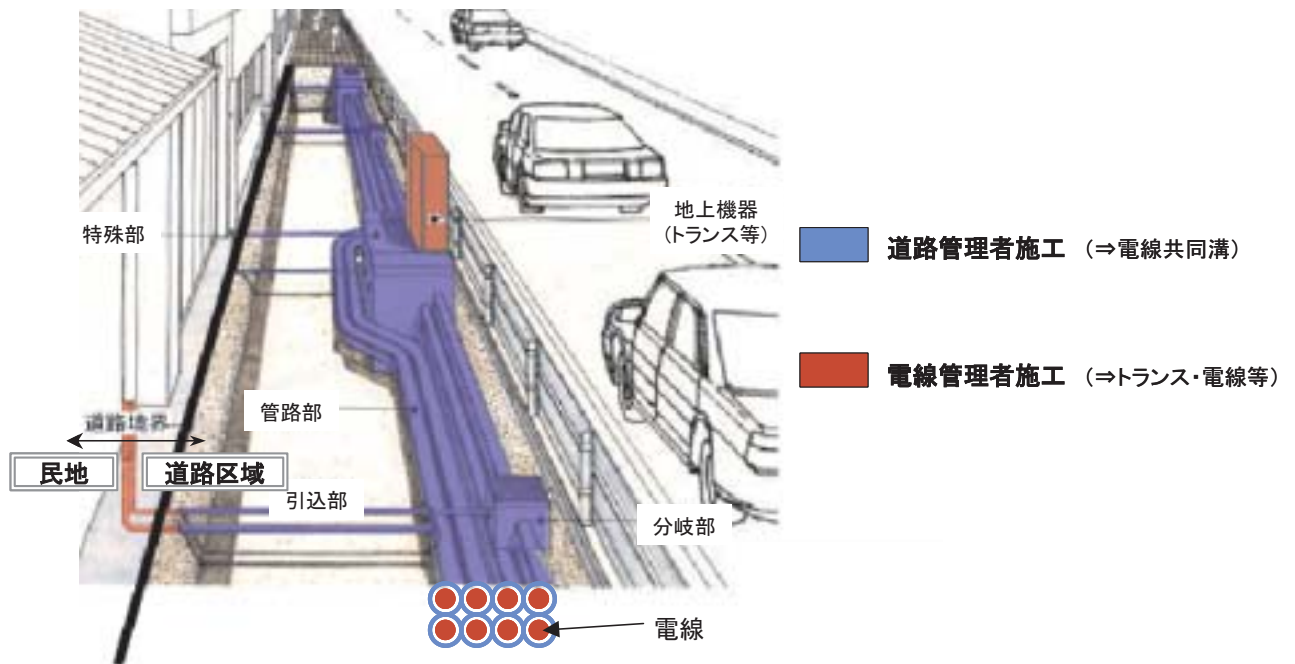 特殊部
地上機器
(トランス等)
道路管理者施工 (⇒電線共同溝)
電線管理者施工 (⇒トランス・電線等)
管路部
道路境界
民地
道路区域
引込部
分岐部
電線